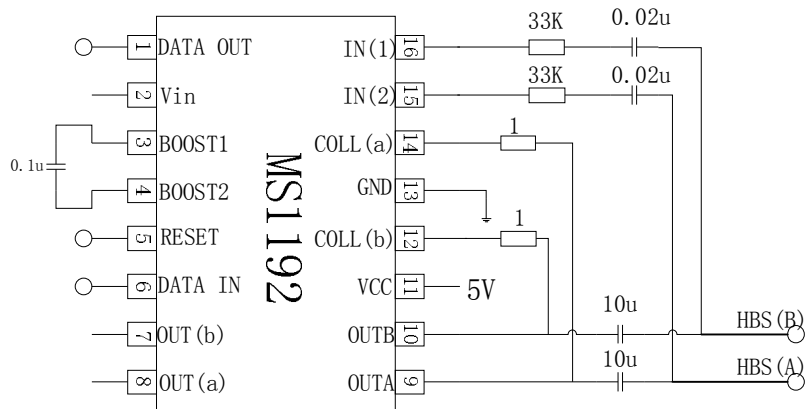 33K 0.02u
1 DATA OUT IN(1) 16
33K 0.02u
2 Vin IN(2) 15
1
3 BOOST1 COLL(a) 14
0.1u
MS1192
4 BOOST2 GND 13
1
5 RESET COLL(b) 12
6 DATA IN VCC 11 5V
10u
7 OUT(b) OUTB 10 HBS(B)
10u
8 OUT(a) OUTA 9 HBS(A)